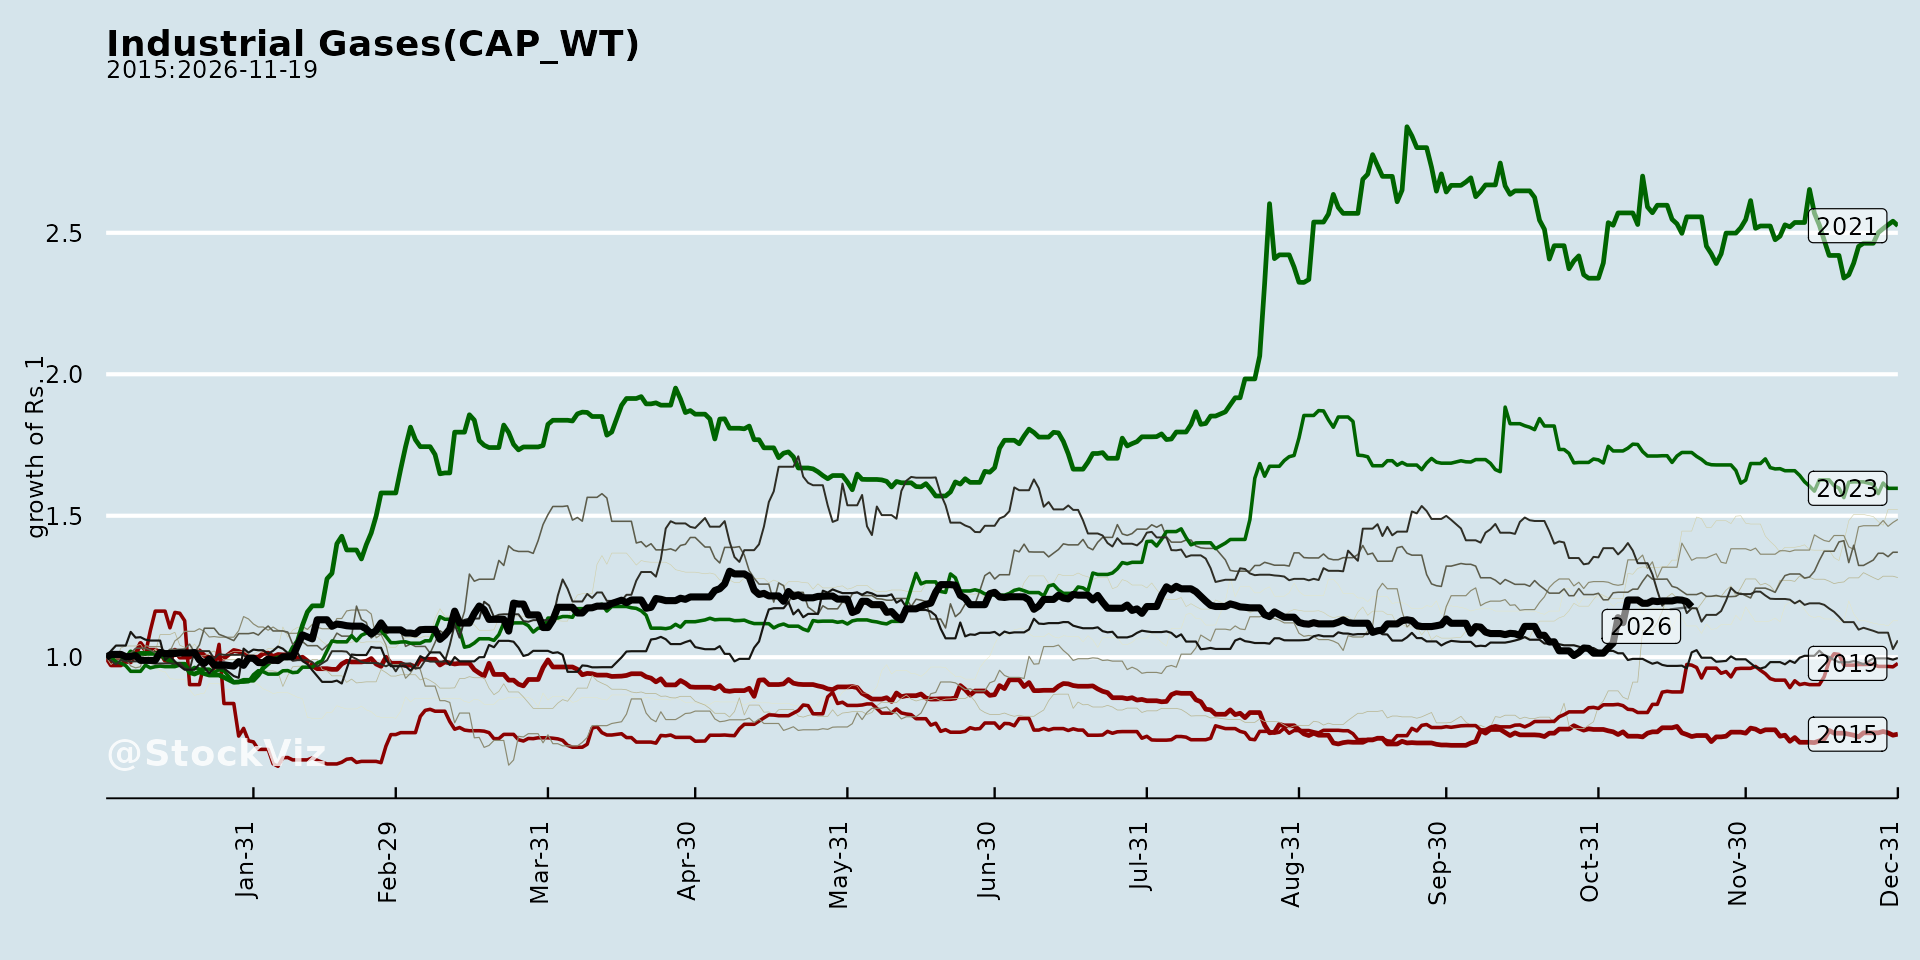 Industrial Gases(CAP_WT)
2015:2026-11-19
growth of Rs. 1
2.5
2.0
1.5
1.0
2021
2023
2026
2019
2015
@StockViz
Jan-31
Feb-29
Mar-31
Apr-30
May-31
Jun-30
Jul-31
Aug-31
Sep-30
Oct-31
Nov-30
Dec-31